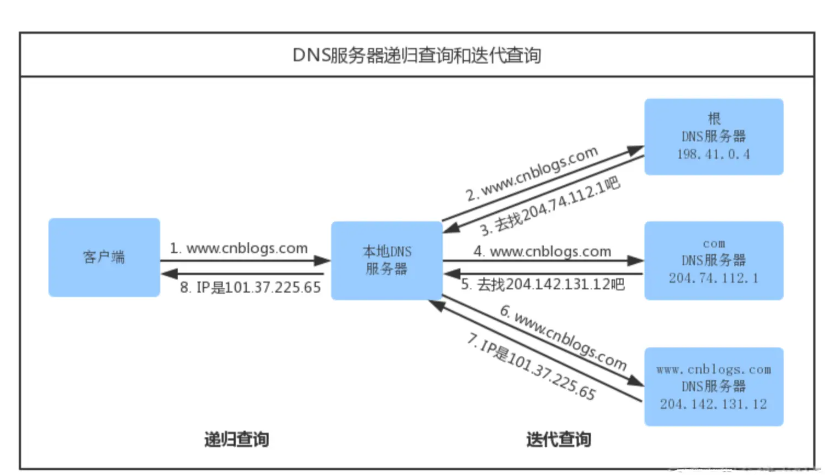 DNS服务器递归查询和迭代查询
根
DNS服务器
198.41.0.4
2. www.cnblogs.com
3. 去找204.74.112.1吧
客户端
1. www.cnblogs.com
8. IP是101.37.225.65
本地DNS
服务器
4. www.cnblogs.com
5. 去找204.142.131.12吧
com
DNS服务器
204.74.112.1
6. www.cnblogs.com
7. IP是101.37.225.65
www.cnblogs.com
DNS服务器
204.142.131.12
递归查询
迭代查询